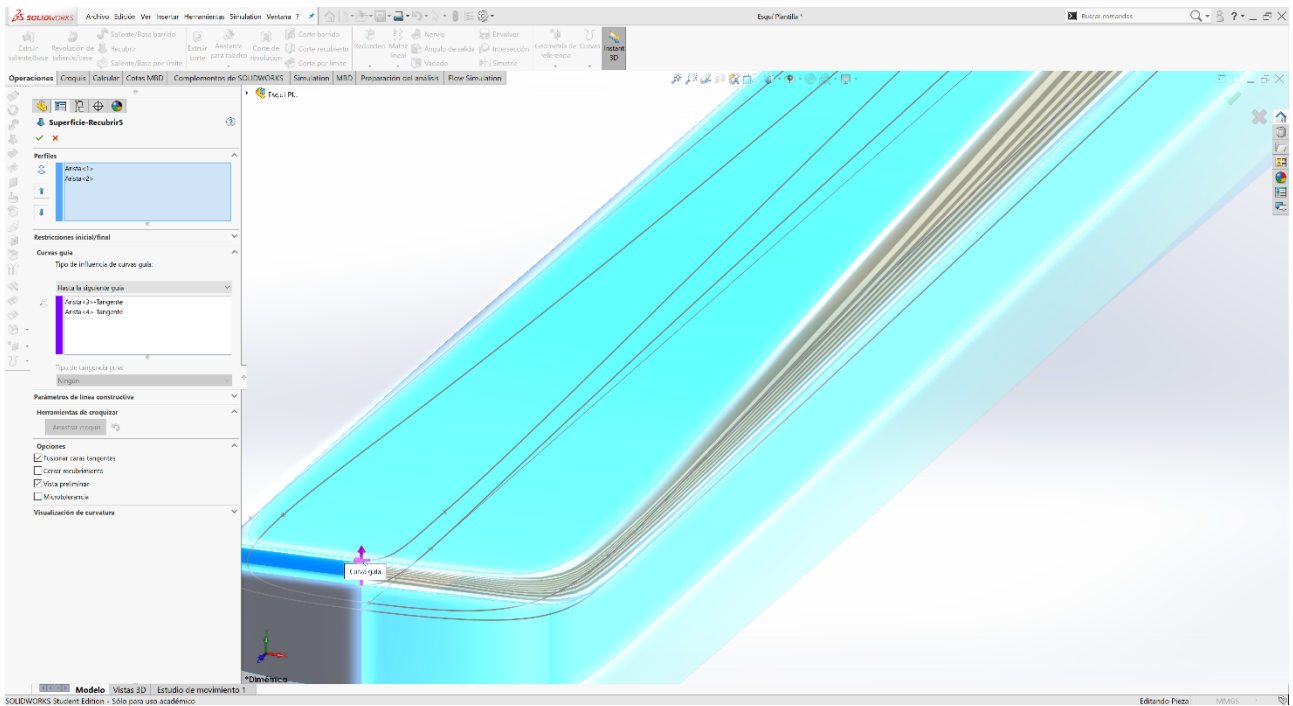 SOLIDWORKS Archivo Edición Ver Insertar Herramientas Simulation Ventana ? Esquí Plantilla * Buscar comandos
Extruir saliente/base
Revolución de saliente/base
Saliente/Base barrido
Recubrir
Saliente/Base por límite
Extruir corte
Asistente para taladro
Corte de revolución
Corte barrido
Corte recubierto
Corte por límite
Redondeo
Matriz lineal
Nervio
Ángulo de salida
Vaciado
Envolver
Intersección
Simetría
Geometría de referencia
Curvas
Instant 3D
Operaciones Croquis Calcular Cotas MBD Complementos de SOLIDWORKS Simulation MBD Preparación del análisis Flow Simulation
Esquí Pl...
Superficie-Recubrir5
Perfiles
Arista<1>
Arista<2>
Restricciones inicial/final
Curvas guía
Tipo de influencia de curvas guía:
Hasta la siguiente guía
Arista<3>-Tangente
Arista<4>-Tangente
Tipo de tangencia guía:
Ningún
Parámetros de línea constructiva
Herramientas de croquizar
Arrastrar croquis
Opciones
Fusionar caras tangentes
Cerrar recubrimiento
Vista preliminar
Microtolerancia
Visualización de curvatura
Curva guía
*Dimétrica
Modelo Vistas 3D Estudio de movimiento 1
SOLIDWORKS Student Edition - Sólo para uso académico Editando Pieza MMGS